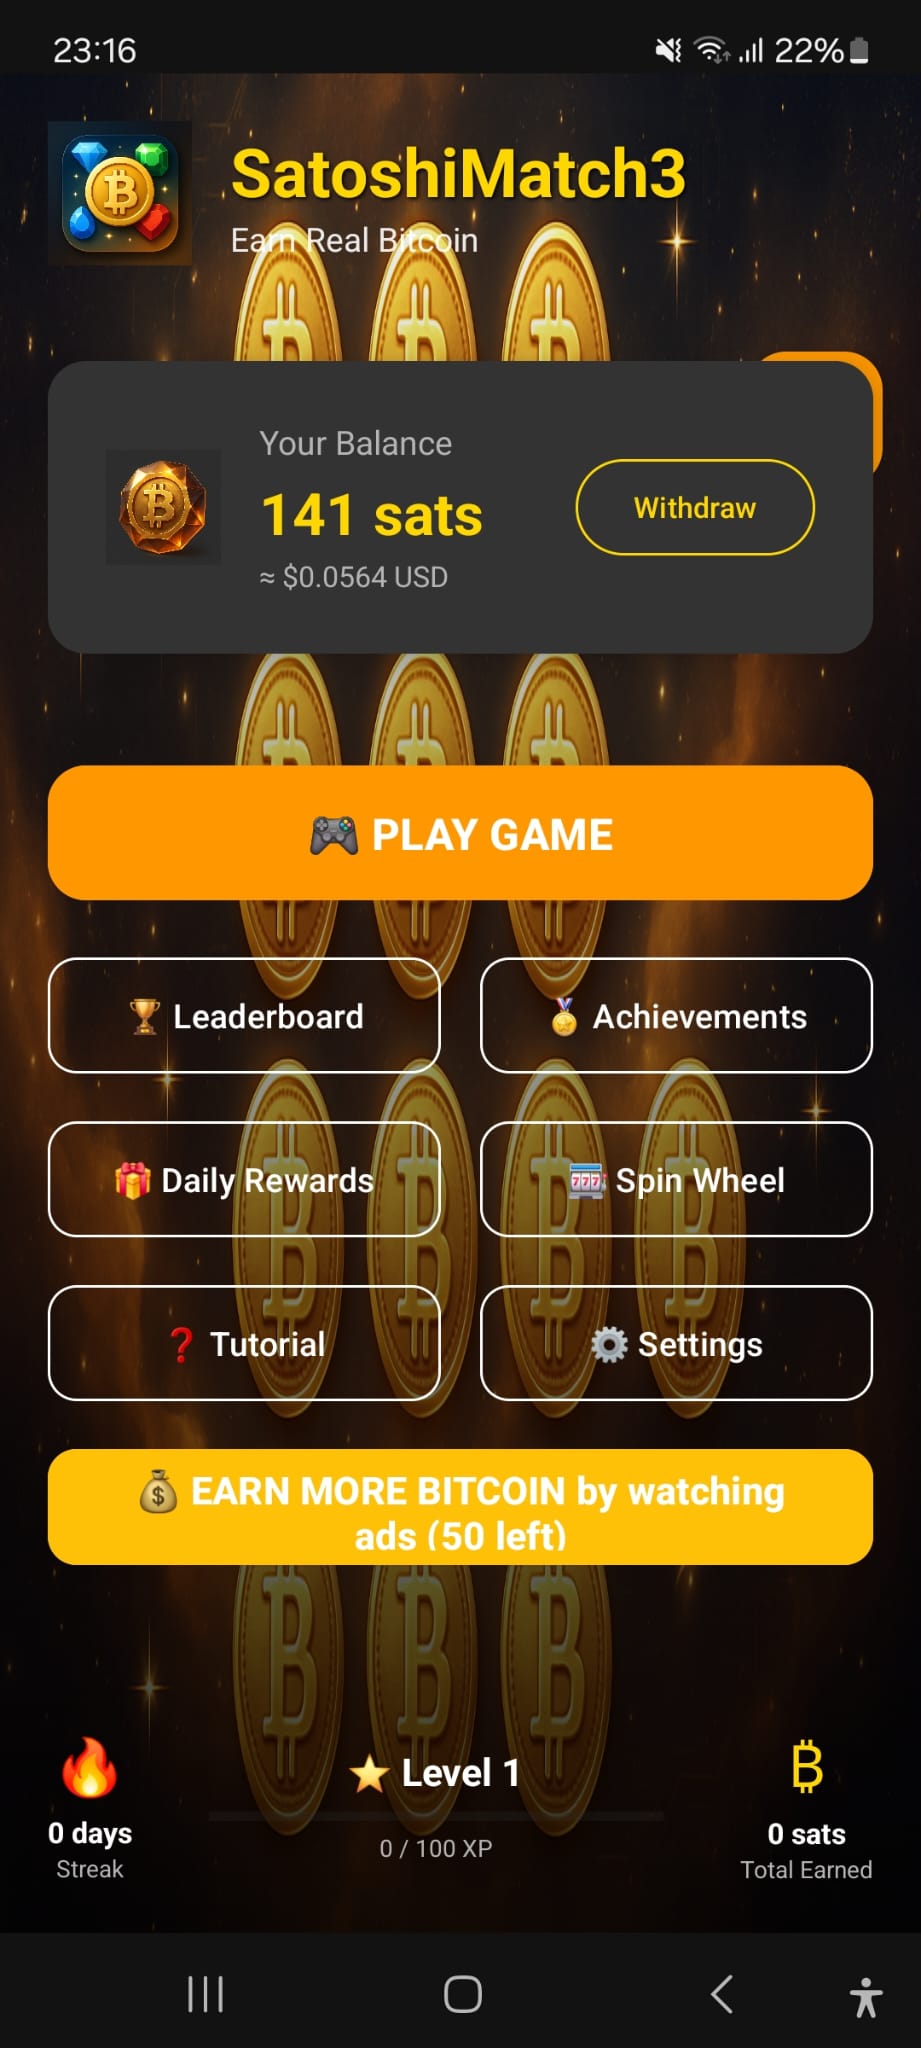 23:16
22%
SatoshiMatch3
Earn Real Bitcoin
Your Balance
141 sats
≈ $0.0564 USD
Withdraw
🎮 PLAY GAME
🏆 Leaderboard
🏅 Achievements
🎁 Daily Rewards
🎰 Spin Wheel
❓ Tutorial
⚙️ Settings
💰 EARN MORE BITCOIN by watching
ads (50 left)
⭐ Level 1
0 days
0 / 100 XP
0 sats
Streak
Total Earned